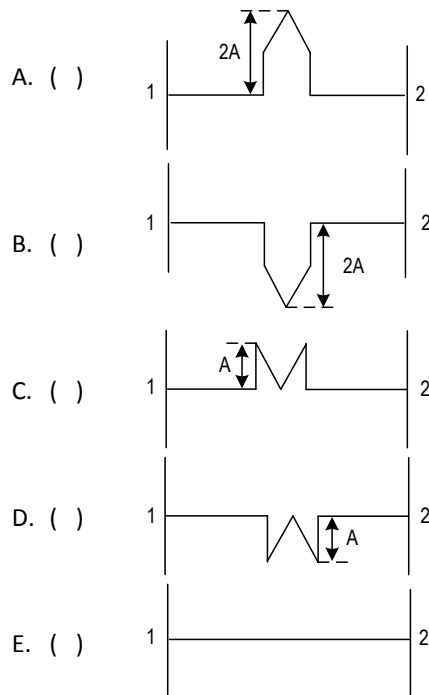 2A
A. ( ) 1 2
1 2
B. ( ) 2A
A
C. ( ) 1 2
D. ( ) 1 2
A
E. ( ) 1 2